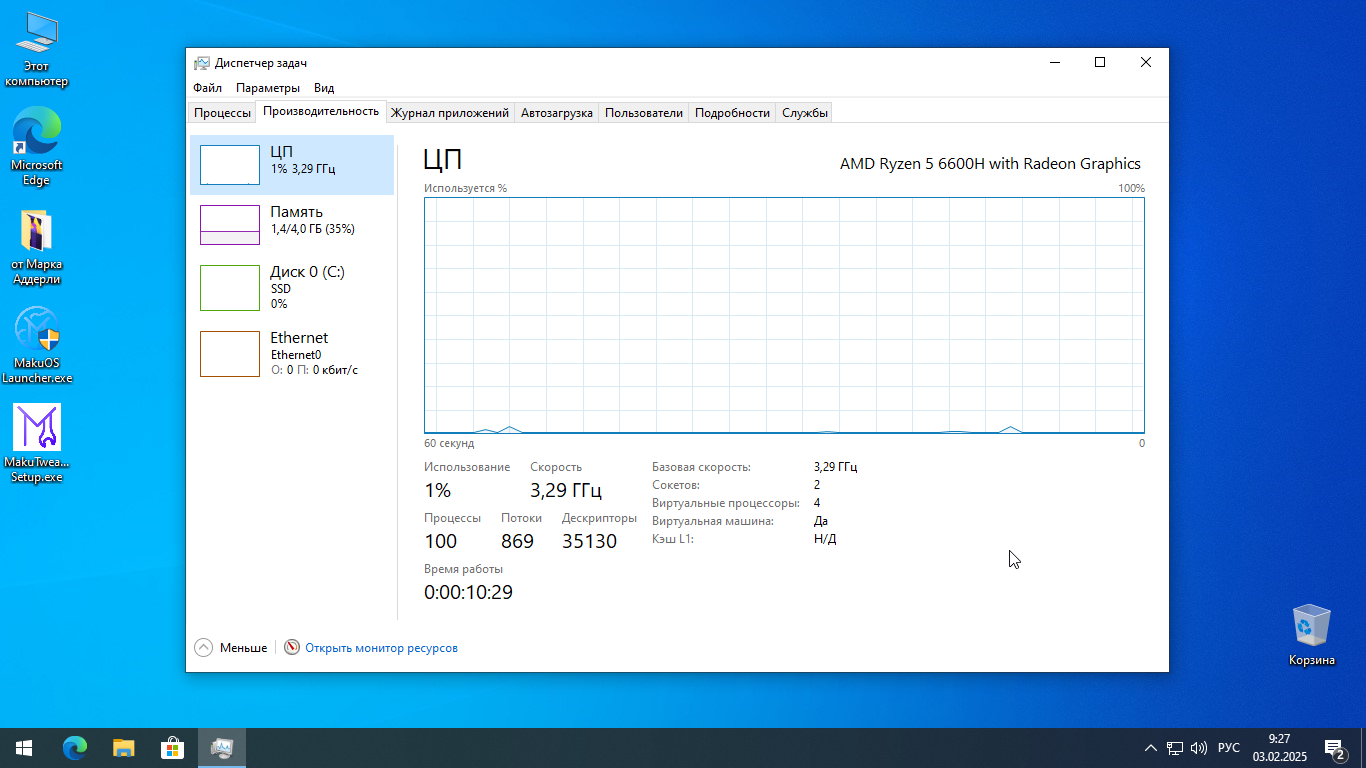 Этот
компьютер
Microsoft
Edge
от Марка
Аддерли
MakuOS
Launcher.exe
MakuTwea...
Setup.exe
Диспетчер задач
Файл Параметры Вид
Процессы Производительность Журнал приложений Автозагрузка Пользователи Подробности Службы
ЦП
1% 3,29 ГГц
Память
1,4/4,0 ГБ (35%)
Диск 0 (C:)
SSD
0%
Ethernet
Ethernet0
О: 0 П: 0 кбит/с
ЦП
AMD Ryzen 5 6600H with Radeon Graphics
Используется % 100%
60 секунд 0
Использование Скорость
1% 3,29 ГГц
Процессы Потоки Дескрипторы
100 869 35130
Время работы
0:00:10:29
Базовая скорость: 3,29 ГГц
Сокетов: 2
Виртуальные процессоры: 4
Виртуальная машина: Да
Кэш L1: Н/Д
Меньше Открыть монитор ресурсов
Корзина
РУС
9:27
03.02.2025
2